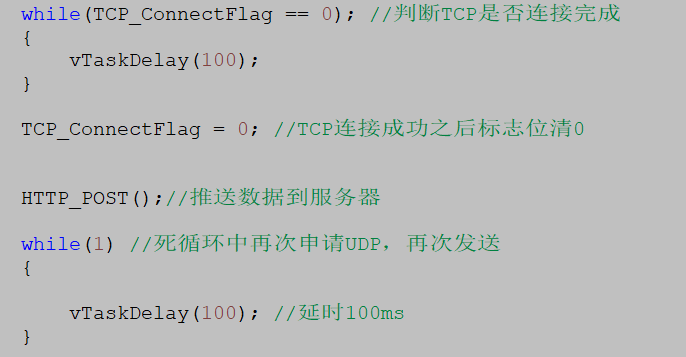 while(TCP_ConnectFlag == 0); //判断TCP是否连接完成
{
    vTaskDelay(100);
}
TCP_ConnectFlag = 0; //TCP连接成功之后标志位清0
HTTP_POST();//推送数据到服务器
while(1) //死循环中再次申请UDP，再次发送
{
    vTaskDelay(100); //延时100ms
}